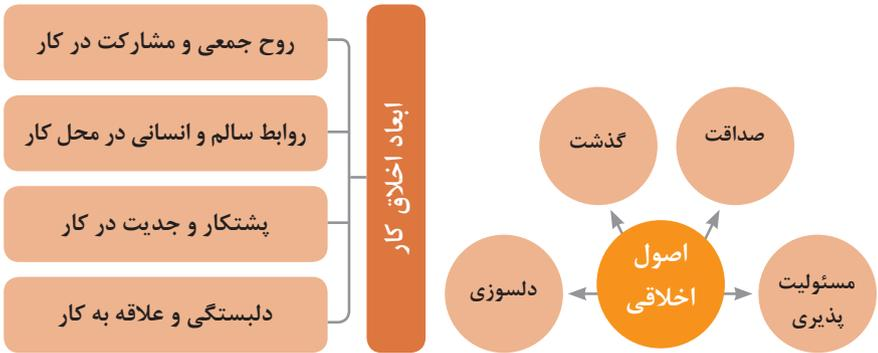 صداقت
گذشت
اصول
اخلاقی
مسئولیت
پذیری
دلسوزی
ابعاد اخلاق کار
روح جمعی و مشارکت در کار
روابط سالم و انسانی در محل کار
پشتکار و جدیت در کار
دلبستگی و علاقه به کار